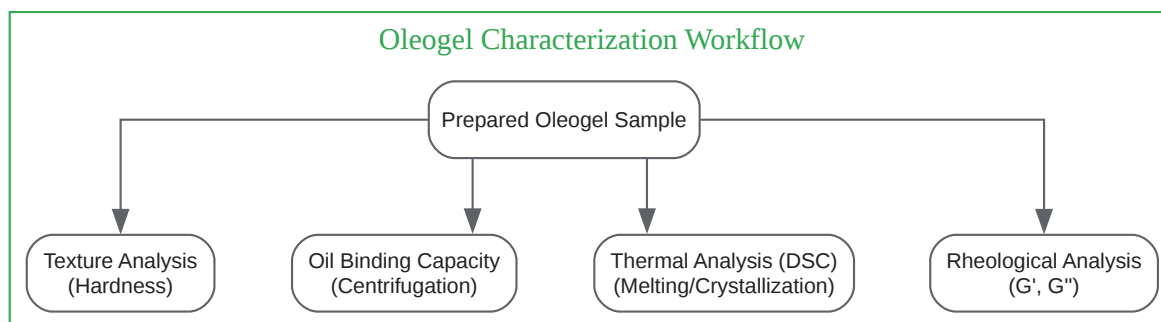 Oleogel Characterization Workflow
Prepared Oleogel Sample
Texture Analysis
(Hardness)
Oil Binding Capacity
(Centrifugation)
Thermal Analysis (DSC)
(Melting/Crystallization)
Rheological Analysis
(G', G")